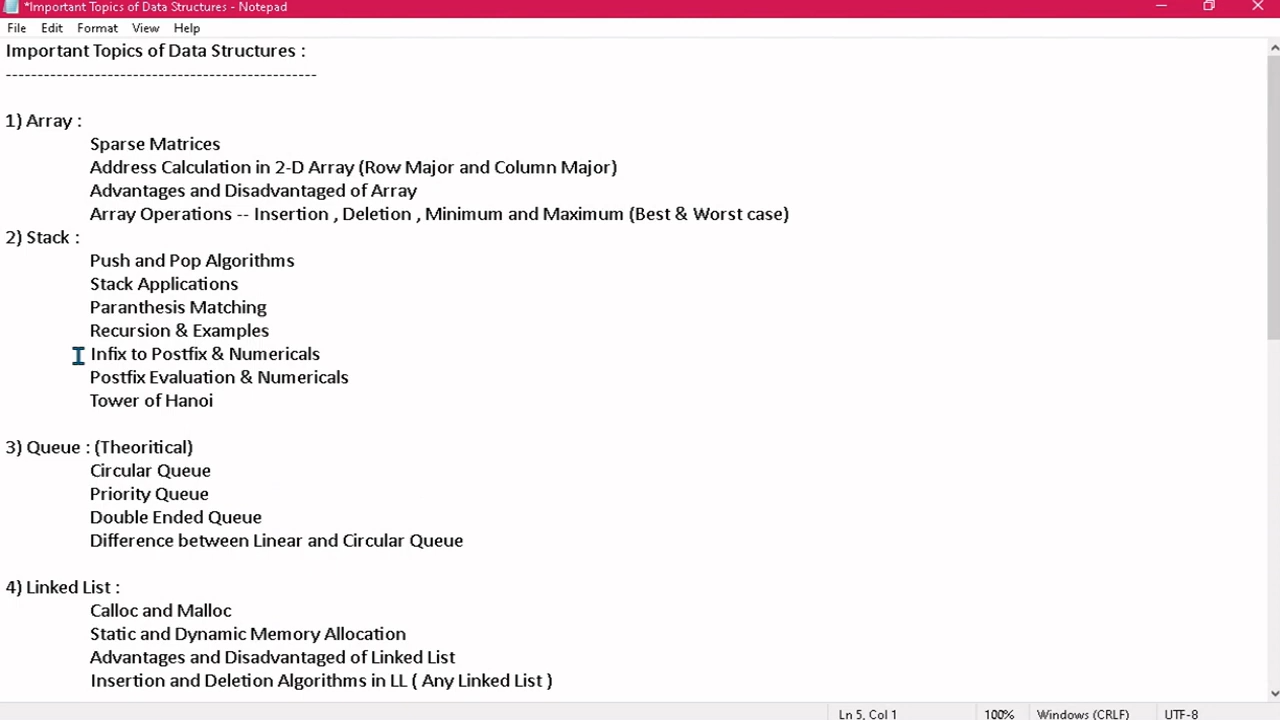 *Important Topics of Data Structures - Notepad
File Edit Format View Help
Important Topics of Data Structures :
-------------------------------------------------
1) Array :
Sparse Matrices
Address Calculation in 2-D Array (Row Major and Column Major)
Advantages and Disadvantaged of Array
Array Operations -- Insertion , Deletion , Minimum and Maximum (Best & Worst case)
2) Stack :
Push and Pop Algorithms
Stack Applications
Paranthesis Matching
Recursion & Examples
Infix to Postfix & Numericals
Postfix Evaluation & Numericals
Tower of Hanoi
3) Queue : (Theoritical)
Circular Queue
Priority Queue
Double Ended Queue
Difference between Linear and Circular Queue
4) Linked List :
Calloc and Malloc
Static and Dynamic Memory Allocation
Advantages and Disadvantaged of Linked List
Insertion and Deletion Algorithms in LL ( Any Linked List )
Ln 5, Col 1 100% Windows (CRLF) UTF-8